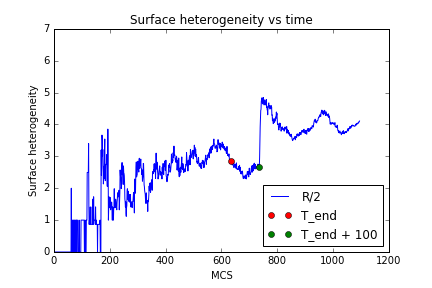 Surface heterogeneity vs time
7
6
5
4
3
2
1
0
Surface heterogeneity
0 200 400 600 800 1000 1200
MCS
R/2
T_end
T_end + 100